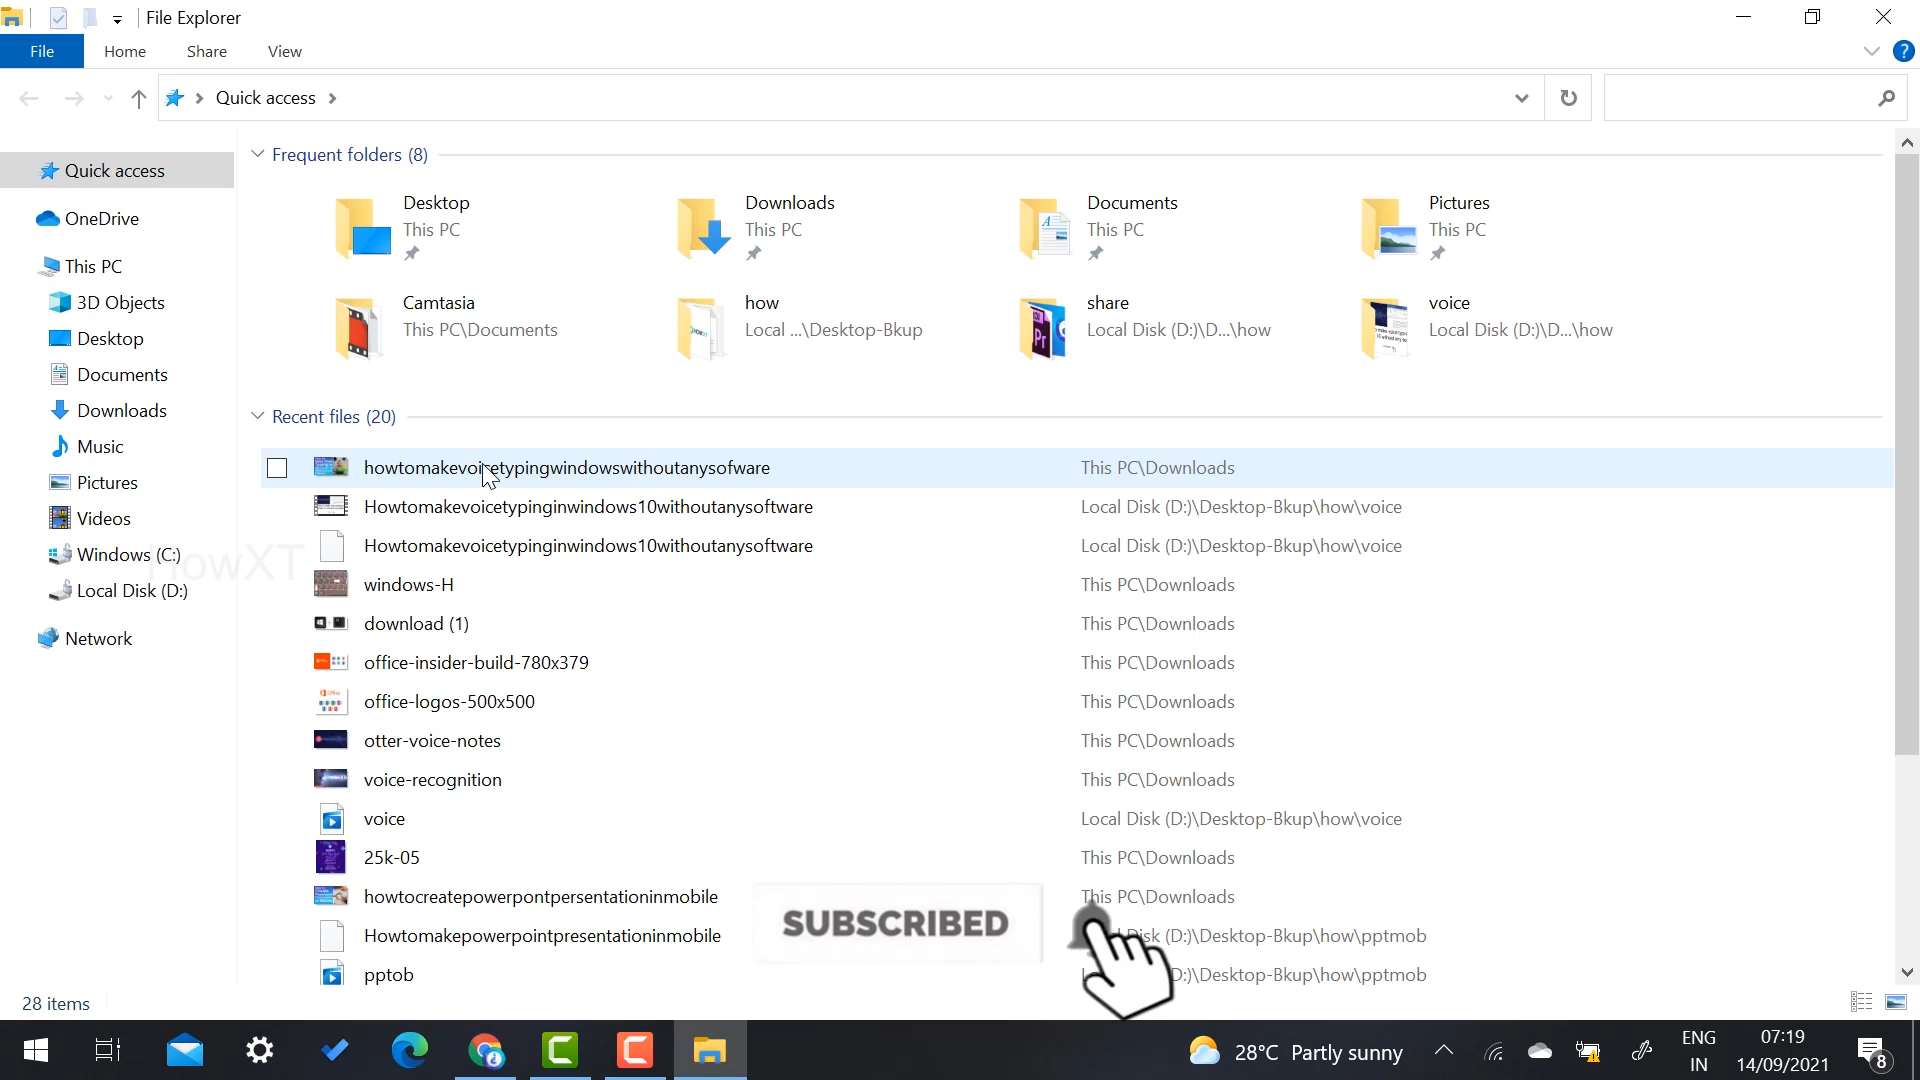 File Explorer
File Home Share View
Quick access
Quick access
OneDrive
This PC
3D Objects
Desktop
Documents
Downloads
Music
Pictures
Videos
Windows (C:)
Local Disk (D:)
Network
HowXT
Frequent folders (8)
Desktop
This PC
Downloads
This PC
Documents
This PC
Pictures
This PC
Camtasia
This PC\Documents
how
Local ...\Desktop-Bkup
share
Local Disk (D:)\D...\how
voice
Local Disk (D:)\D...\how
Recent files (20)
howtomakevoicetypingwindowswithoutanysofware This PC\Downloads
Howtomakevoicetypinginwindows10withoutanysoftware Local Disk (D:)\Desktop-Bkup\how\voice
Howtomakevoicetypinginwindows10withoutanysoftware Local Disk (D:)\Desktop-Bkup\how\voice
windows-H This PC\Downloads
download (1) This PC\Downloads
office-insider-build-780x379 This PC\Downloads
office-logos-500x500 This PC\Downloads
otter-voice-notes This PC\Downloads
voice-recognition This PC\Downloads
voice Local Disk (D:)\Desktop-Bkup\how\voice
25k-05 This PC\Downloads
howtocreatepowerpontpersentationinmobile This PC\Downloads
Howtomakepowerpointpresentationinmobile Disk (D:)\Desktop-Bkup\how\pptmob
pptob D:)\Desktop-Bkup\how\pptmob
SUBSCRIBED
28 items
28°C Partly sunny
ENG
IN
07:19
14/09/2021
8